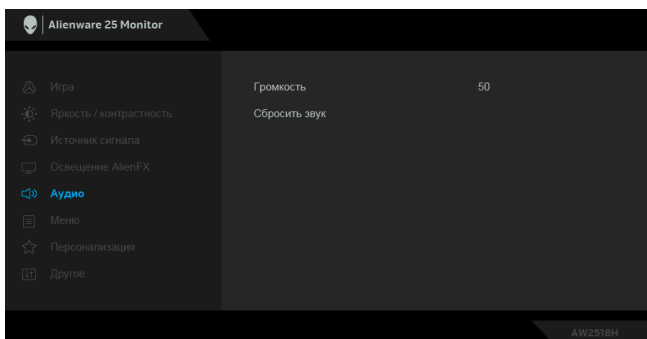 Alienware 25 Monitor
Игра
Яркость / контрастность
Источник сигнала
Освещение AlienFX
Аудио
Меню
Персонализация
Другое
Громкость 50
Сбросить звук
AW2518H